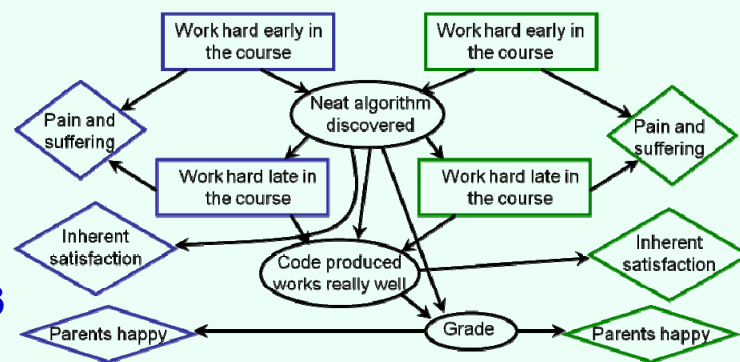 Work hard early in
the course
Work hard early in
the course
Neat algorithm
discovered
Pain and
suffering
Pain and
suffering
Work hard late in
the course
Work hard late in
the course
Inherent
satisfaction
Inherent
satisfaction
Code produced
works really well
Parents happy
Grade
Parents happy